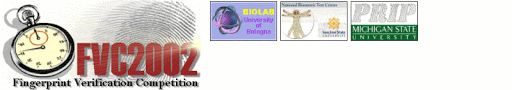 FVC2002
Fingerprint Verification Competition
BIOLAB
University
of
Bologna
National Biometric Test Center
San José State
UNIVERSITY
PRIP
MICHIGAN STATE
UNIVERSITY